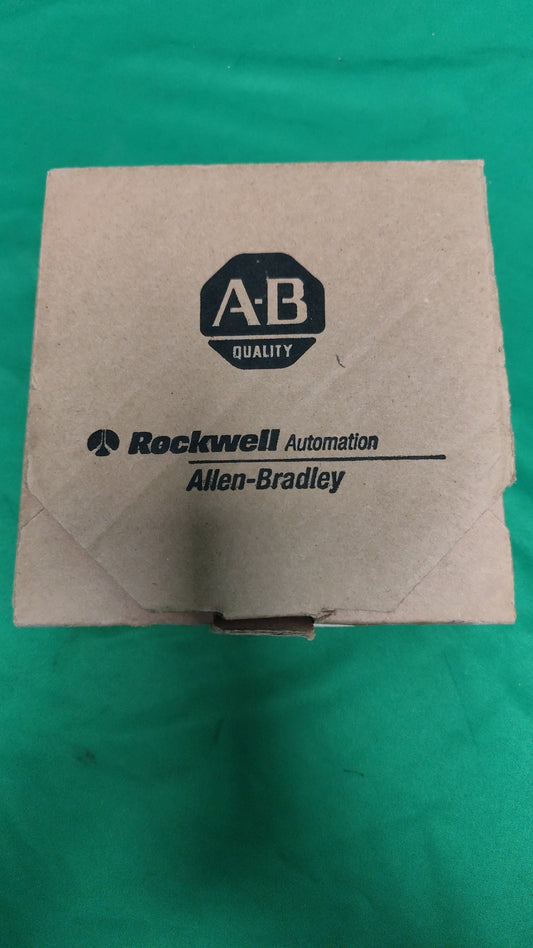 A-B
QUALITY
Rockwell Automation
Allen-Bradley